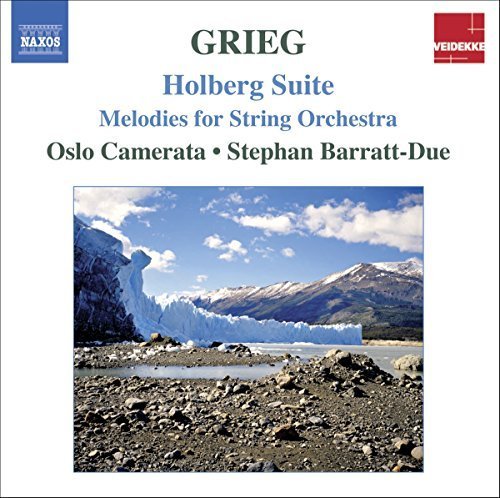 NAXOS
VEIDEKKE
GRIEG
Holberg Suite
Melodies for String Orchestra
Oslo Camerata • Stephan Barratt-Due